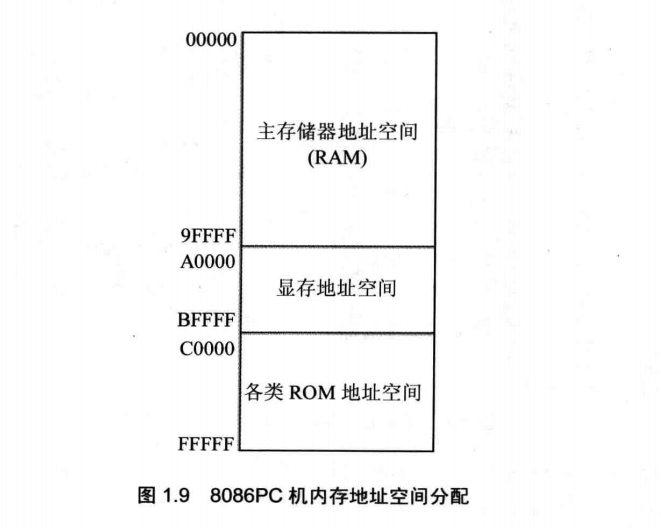 00000
主存储器地址空间
(RAM)
9FFFF
A0000
显存地址空间
BFFFF
C0000
各类 ROM 地址空间
FFFFF
图 1.9 8086PC 机内存地址空间分配